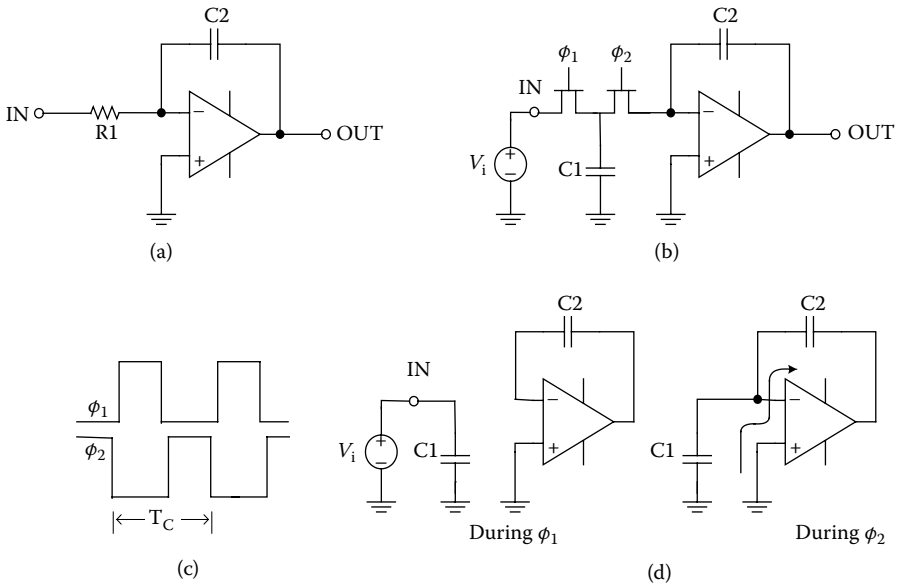 C2
IN
R1
−
+
OUT
(a)
C2
ϕ1
ϕ2
IN
Vi
+
−
C1
−
+
OUT
(b)
ϕ1
ϕ2
TC
(c)
C2
IN
Vi
+
−
C1
−
+
During ϕ1
C2
C1
−
+
During ϕ2
(d)